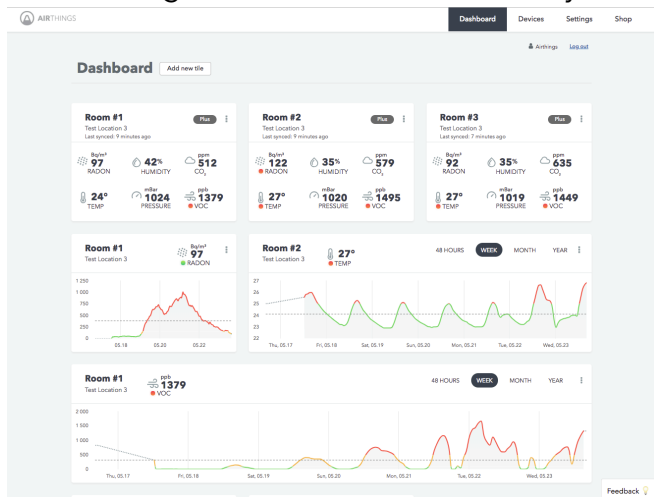 AIRTHINGS
Dashboard Devices Settings Shop
Airthings Log out
Dashboard Add new tile
Room #1 Plus
Test Location 3
Last synced: 9 minutes ago
Bq/m³ 97 RADON 42% HUMIDITY ppm 512 CO₂
24° TEMP mBar 1024 PRESSURE ppb 1379 VOC
Room #2 Plus
Test Location 3
Last synced: 9 minutes ago
Bq/m³ 122 RADON 35% HUMIDITY ppm 579 CO₂
27° TEMP mBar 1020 PRESSURE ppb 1495 VOC
Room #3 Plus
Test Location 3
Last synced: 7 minutes ago
Bq/m³ 92 RADON 35% HUMIDITY ppm 635 CO₂
27° TEMP mBar 1019 PRESSURE ppb 1449 VOC
Room #1 Bq/m³ 97 RADON
Test Location 3
1 250
1 000
750
500
250
0
05.18 05.20 05.22
Room #2 27° TEMP 48 HOURS WEEK MONTH YEAR
Test Location 3
27
26
25
24
23
22
Thu, 05.17 Fri, 05.18 Sat, 05.19 Sun, 05.20 Mon, 05.21 Tue, 05.22 Wed, 05.23
Room #1 ppb 1379 VOC 48 HOURS WEEK MONTH YEAR
Test Location 3
2 000
1 500
1 000
500
0
Thu, 05.17 Fri, 05.18 Sat, 05.19 Sun, 05.20 Mon, 05.21 Tue, 05.22 Wed, 05.23
Feedback